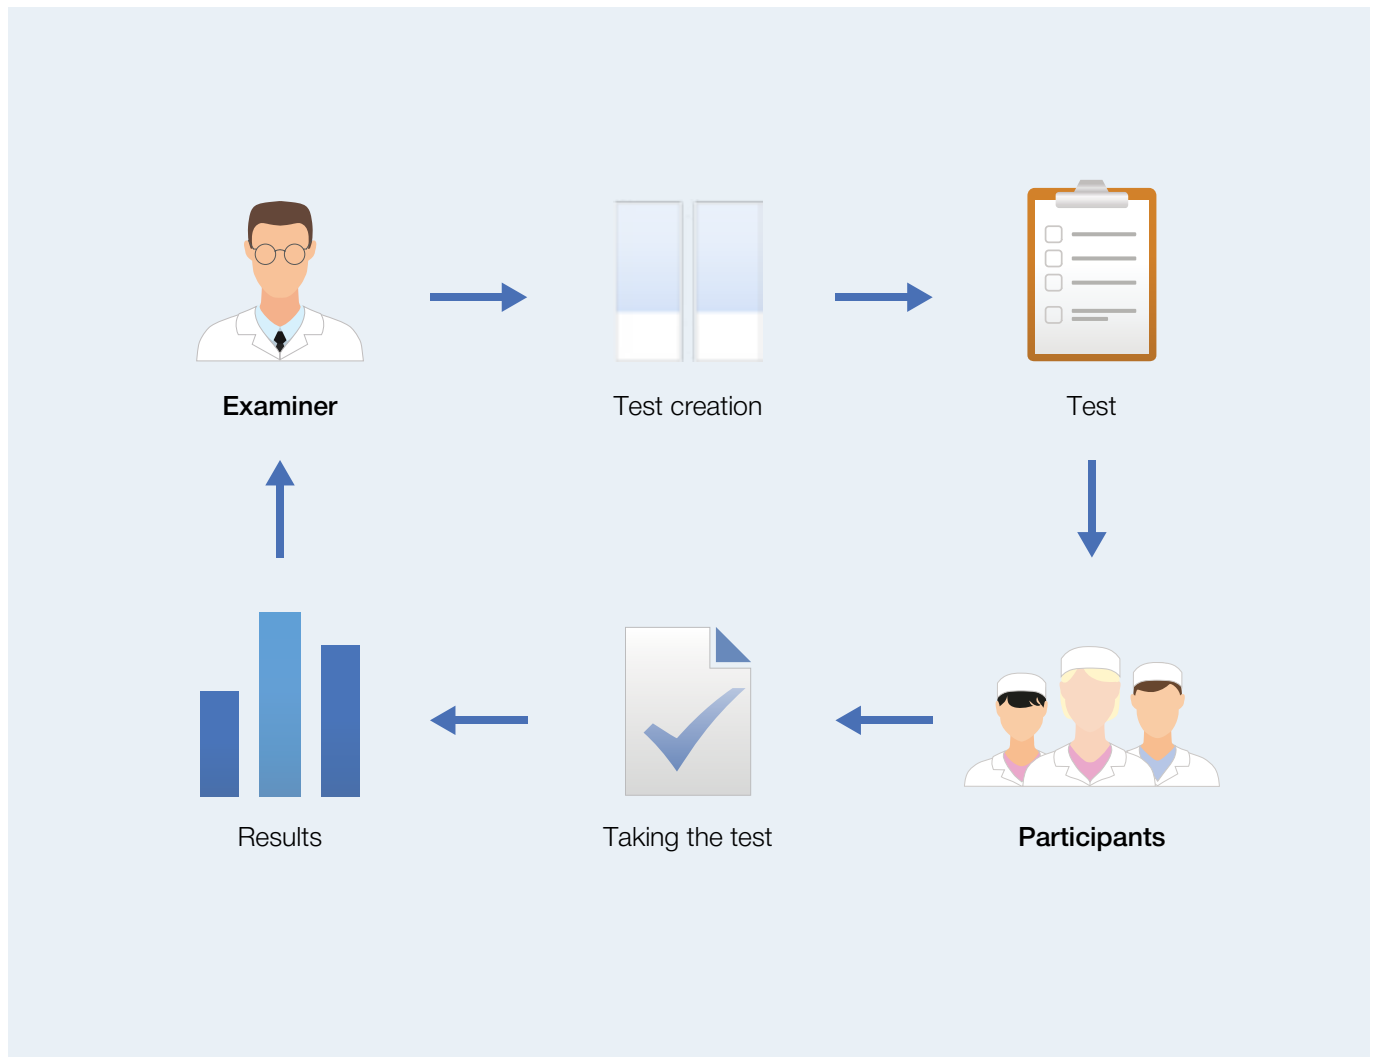 Examiner
Test creation
Test
Results
Taking the test
Participants